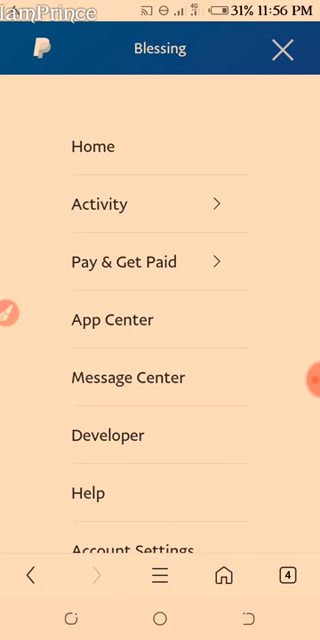 IamPrince
4G 31% 11:56 PM
Blessing
Home
Activity
Pay & Get Paid
App Center
Message Center
Developer
Help
Account Settings
4